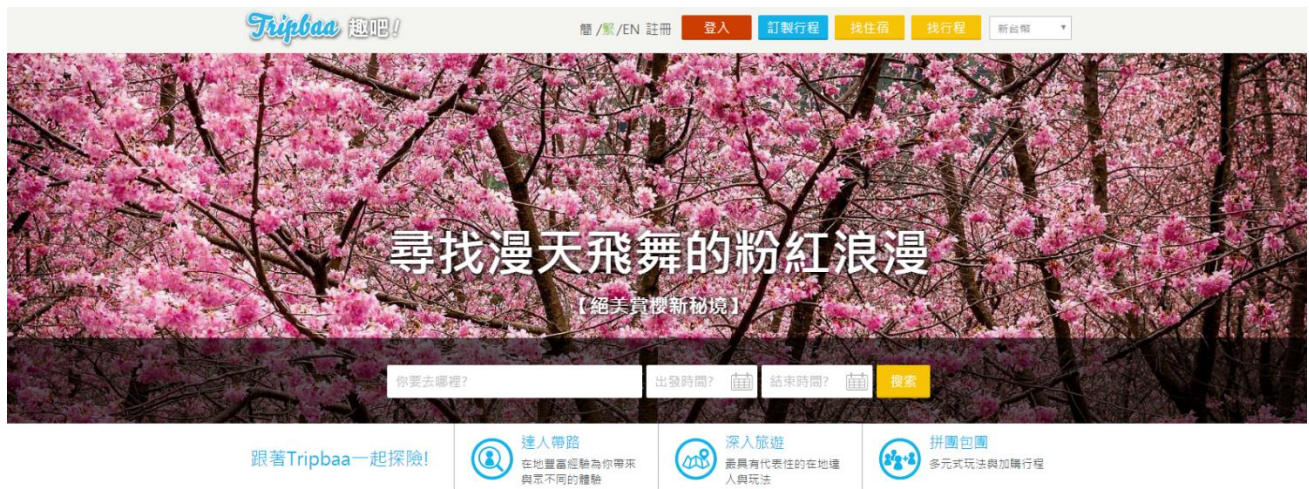 Tripbaa 趣吧!
簡 /繁/EN 註冊 登入 訂製行程 找住宿 找行程 新台幣
尋找漫天飛舞的粉紅浪漫
【絕美賞櫻新秘境】
你要去哪裡? 出發時間? 結束時間? 搜索
跟著Tripbaa一起探險!
達人帶路
在地豐富經驗為你帶來
與眾不同的體驗
深入旅遊
最具有代表性的在地達
人與玩法
拼團包團
多元式玩法與加購行程